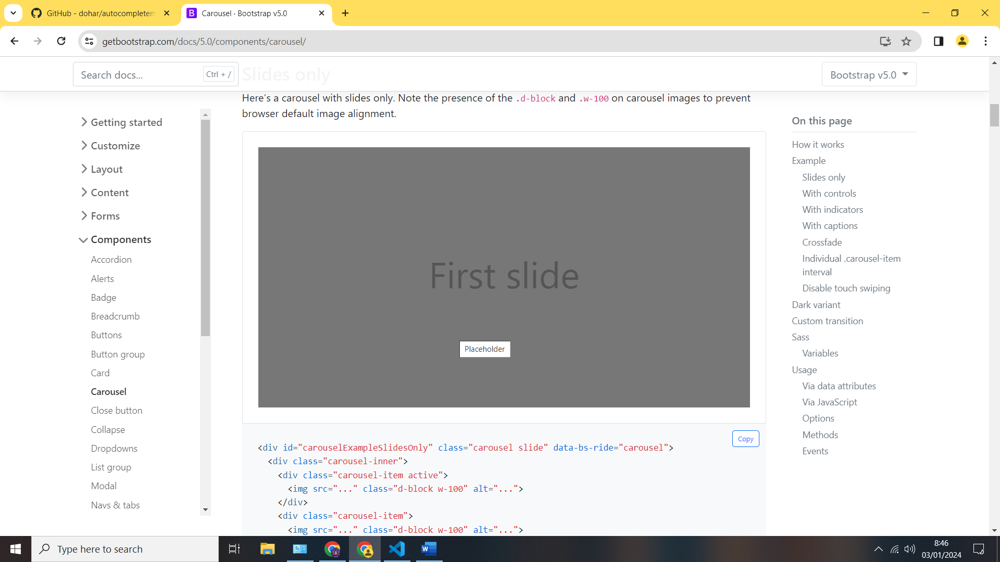 GitHub - dohar/autocompletem
Carousel · Bootstrap v5.0
getbootstrap.com/docs/5.0/components/carousel/
Search docs...
Ctrl + /
Slides only
Bootstrap v5.0
Here's a carousel with slides only. Note the presence of the .d-block and .w-100 on carousel images to prevent
browser default image alignment.
Getting started
Customize
Layout
Content
Forms
Components
Accordion
Alerts
Badge
Breadcrumb
Buttons
Button group
Card
Carousel
Close button
Collapse
Dropdowns
List group
Modal
Navs & tabs
First slide
Placeholder
Copy
<div id="carouselExampleSlidesOnly" class="carousel slide" data-bs-ride="carousel">
<div class="carousel-inner">
<div class="carousel-item active">
<img src="..." class="d-block w-100" alt="...">
</div>
<div class="carousel-item">
<img src="..." class="d-block w-100" alt="...">
On this page
How it works
Example
Slides only
With controls
With indicators
With captions
Crossfade
Individual .carousel-item
interval
Disable touch swiping
Dark variant
Custom transition
Sass
Variables
Usage
Via data attributes
Via JavaScript
Options
Methods
Events
Type here to search
8:46
03/01/2024